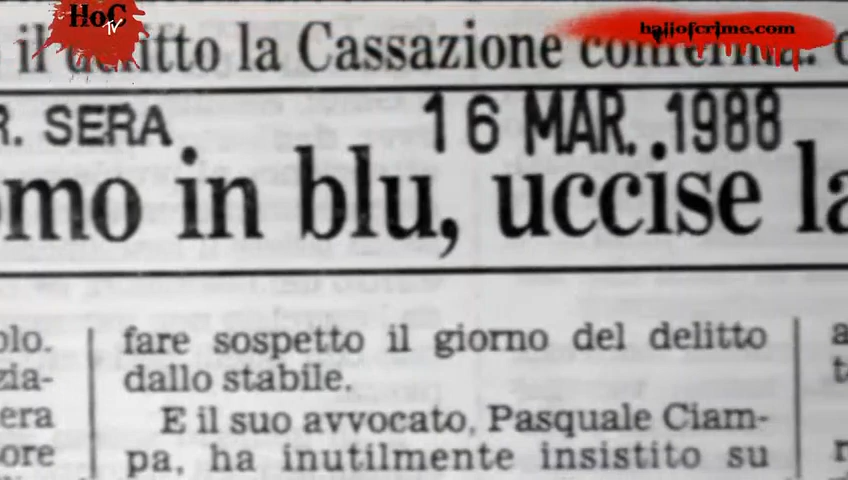 HoC
TV
hallofcrime.com
il delitto la Cassazione conferma:
R. SERA
16 MAR. 1988
omo in blu, uccise la
olo.
zia-
era
ore
fare sospetto il giorno del delitto
dallo stabile.
E il suo avvocato, Pasquale Ciam-
pa, ha inutilmente insistito su